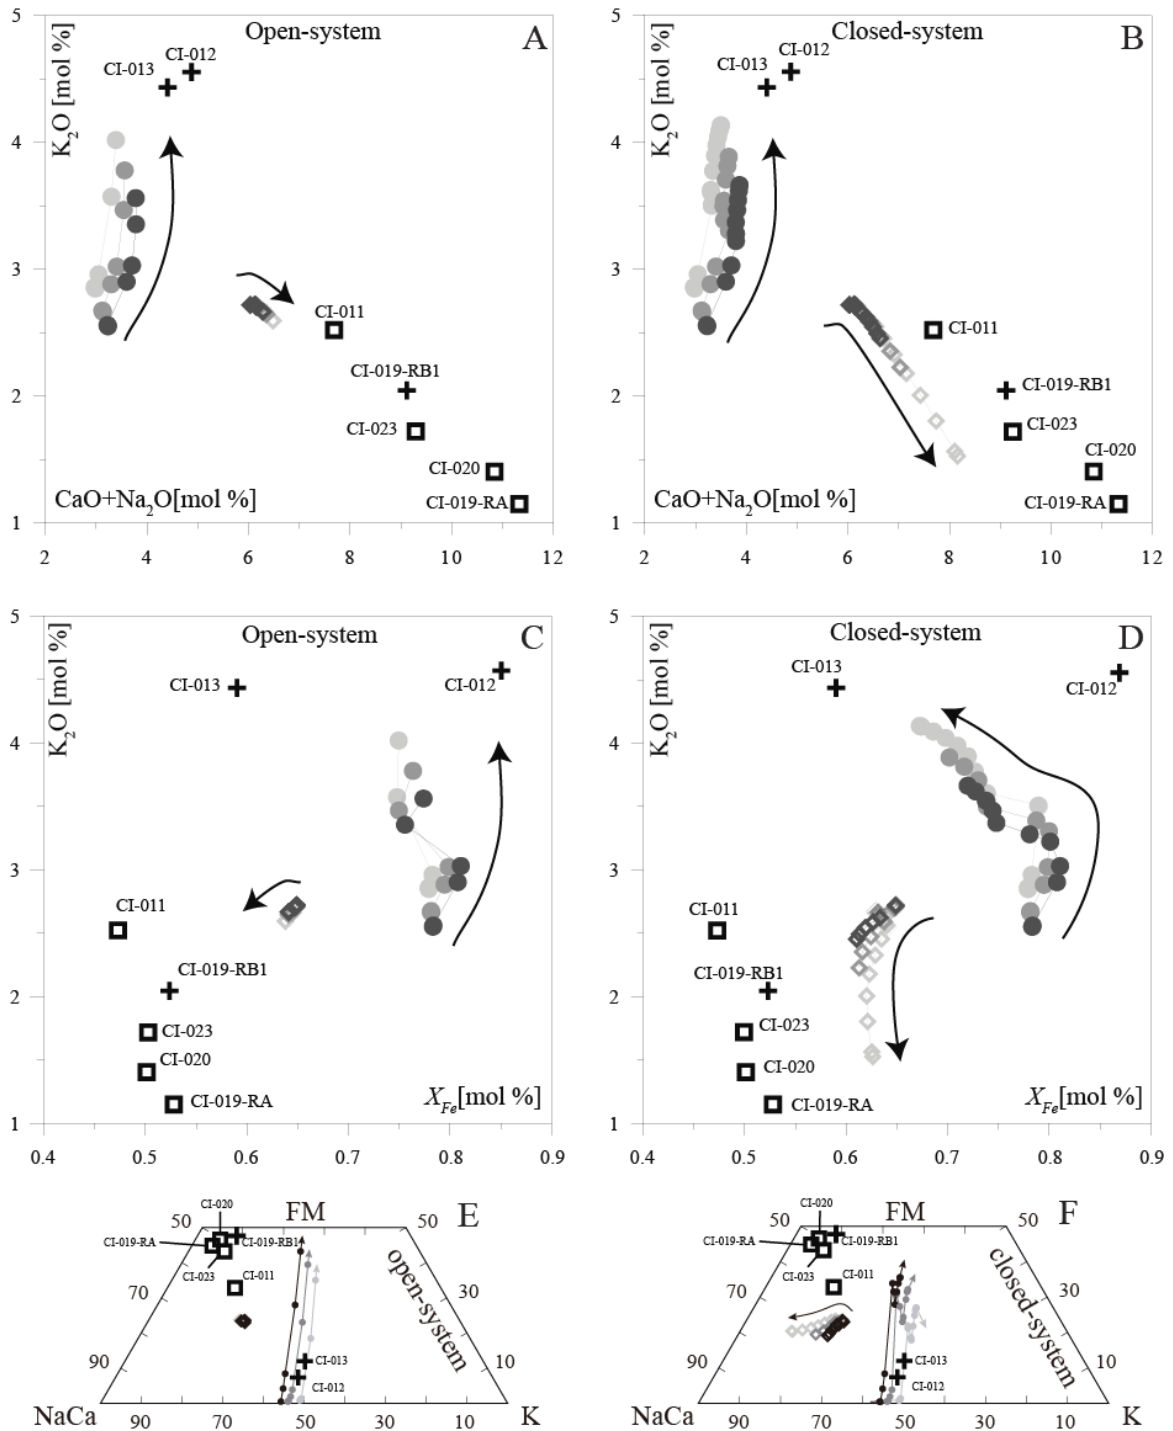 Open-system
A
K2O [mol %]
5
4
3
2
1
CI-013
CI-012
CI-011
CI-019-RB1
CI-023
CI-020
CI-019-RA
CaO+Na2O[mol %]
2 4 6 8 10 12
Closed-system
B
K2O [mol %]
5
4
3
2
1
CI-013
CI-012
CI-011
CI-019-RB1
CI-023
CI-020
CI-019-RA
CaO+Na2O[mol %]
2 4 6 8 10 12
Open-system
C
K2O [mol %]
5
4
3
2
1
CI-013
CI-012
CI-011
CI-019-RB1
CI-023
CI-020
CI-019-RA
XFe[mol %]
0.4 0.5 0.6 0.7 0.8 0.9
Closed-system
D
K2O [mol %]
5
4
3
2
1
CI-013
CI-012
CI-011
CI-019-RB1
CI-023
CI-020
CI-019-RA
XFe[mol %]
0.4 0.5 0.6 0.7 0.8 0.9
CI-020
50
FM
50
E
CI-019-RA
CI-019-RB1
CI-023
CI-011
open-system
70
30
90
10
CI-013
CI-012
NaCa
K
90 70 50 30 10
CI-020
50
FM
50
F
CI-019-RA
CI-019-RB1
CI-023
CI-011
closed-system
70
30
90
10
CI-013
CI-012
NaCa
K
90 70 50 30 10